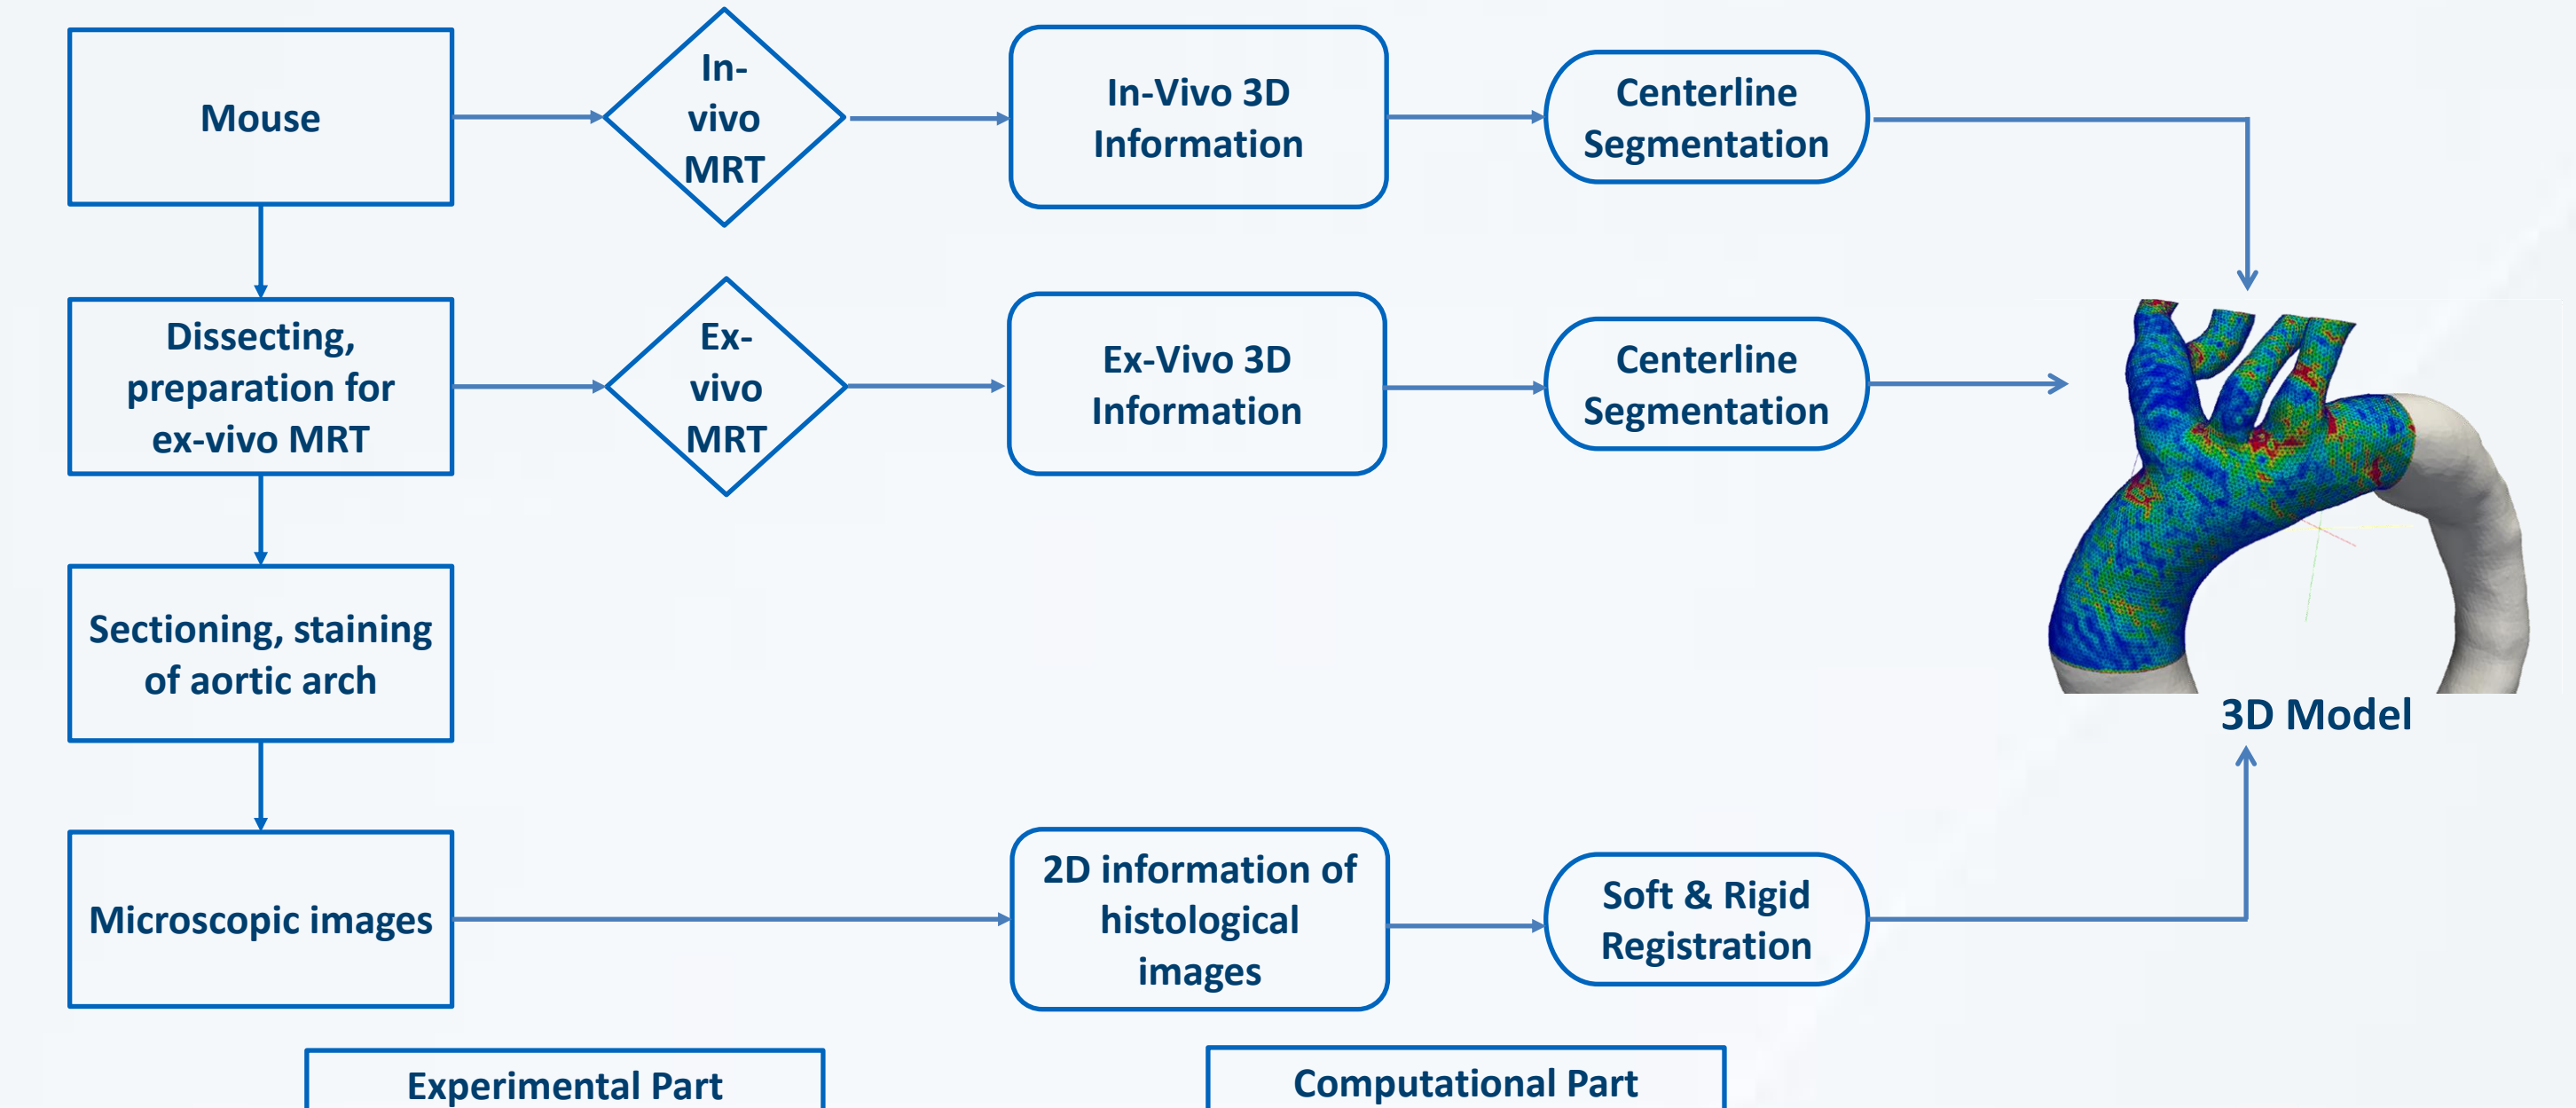 Mouse
In-
vivo
MRT
In-Vivo 3D
Information
Centerline
Segmentation
Dissecting,
preparation for
ex-vivo MRT
Ex-
vivo
MRT
Ex-Vivo 3D
Information
Centerline
Segmentation
Sectioning, staining
of aortic arch
3D Model
Microscopic images
2D information of
histological
images
Soft & Rigid
Registration
Experimental Part
Computational Part